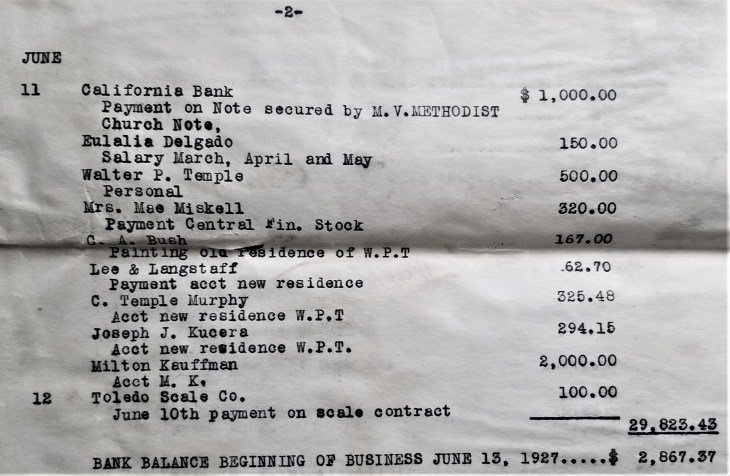 -2-
JUNE
11 California Bank $ 1,000.00
Payment on Note secured by M.V.METHODIST
Church Note,
Eulalia Delgado 150.00
Salary March, April and May
Walter P. Temple 500.00
Personal
Mrs. Mae Miskell 320.00
Payment Central Fin. Stock
C. A. Bush 167.00
Painting old residence of W.P.T
Lee & Langstaff 62.70
Payment acct new residence
C. Temple Murphy 325.48
Acct new residence W.P.T
Joseph J. Kucera 294.15
Acct new residence W.P.T.
Milton Kauffman 2,000.00
Acct M. K.
12 Toledo Scale Co. 100.00
June 10th payment on scale contract
29,823.43
BANK BALANCE BEGINNING OF BUSINESS JUNE 13, 1927.....$ 2,867.37